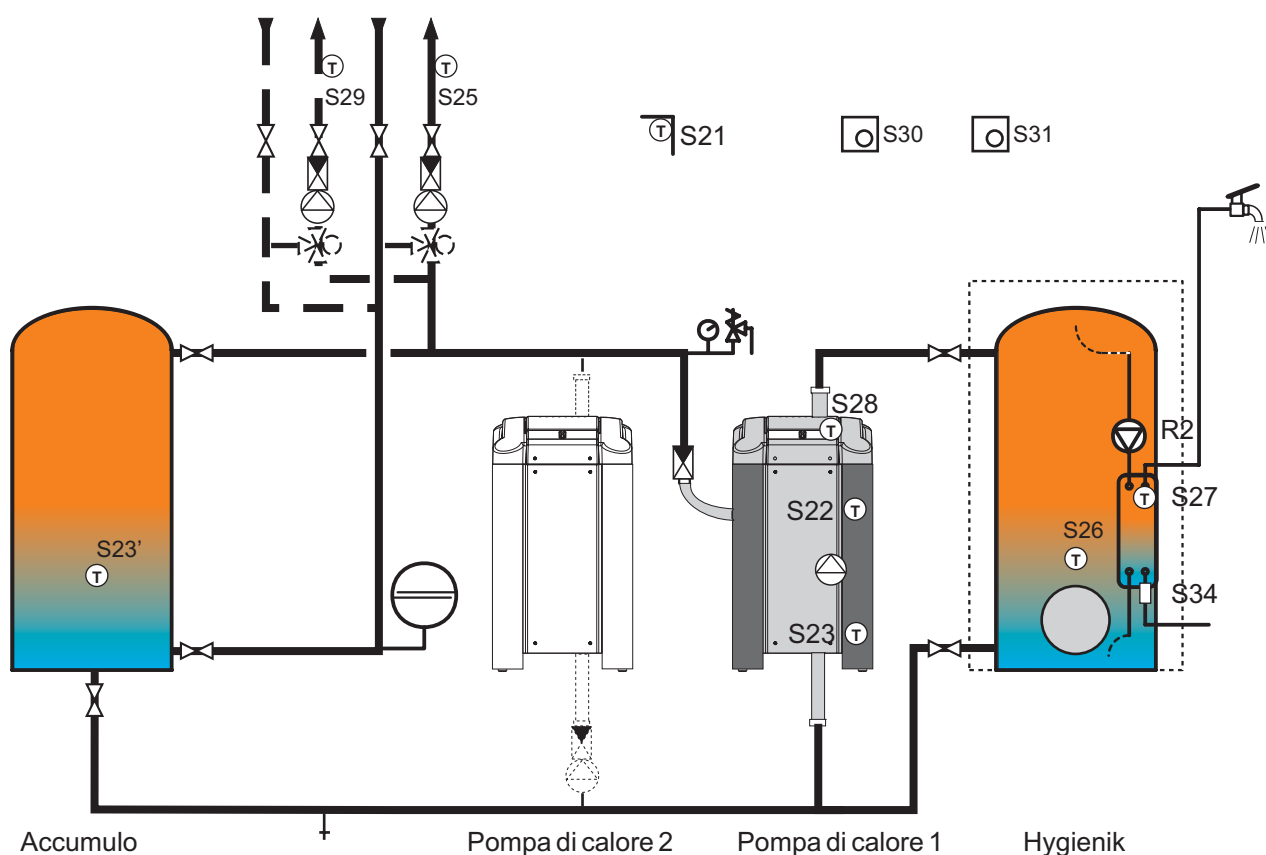 T
S29
T
S25
T
S21
S30
S31
S28
T
R2
S22
T
T
S27
S23'
T
S26
T
S34
S23
T
Accumulo
Pompa di calore 2
Pompa di calore 1
Hygienik